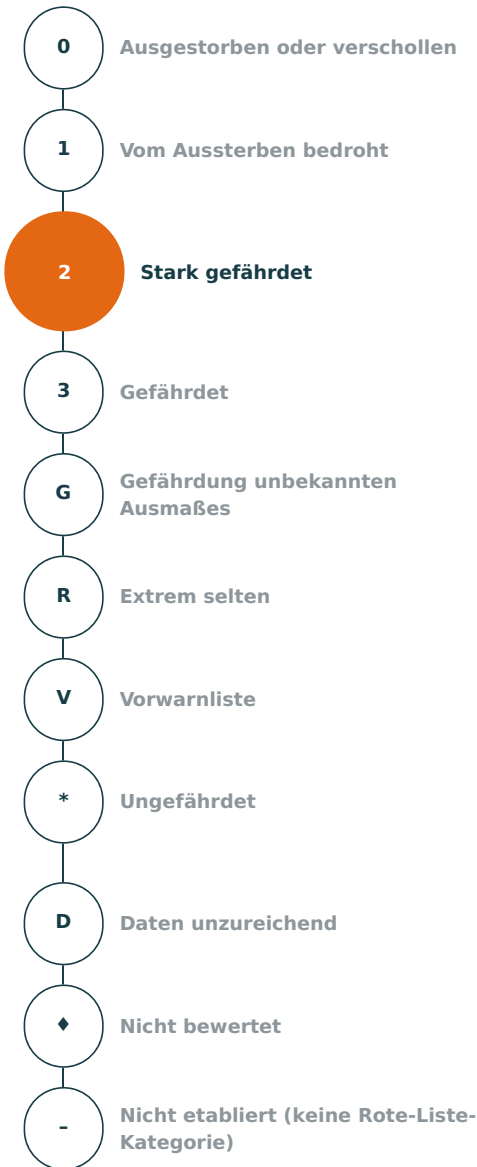 0 Ausgestorben oder verschollen
1 Vom Aussterben bedroht
2 Stark gefährdet
3 Gefährdet
G Gefährdung unbekannten
Ausmaßes
R Extrem selten
V Vorwarnliste
* Ungefährdet
D Daten unzureichend
♦ Nicht bewertet
– Nicht etabliert (keine Rote-Liste-
Kategorie)